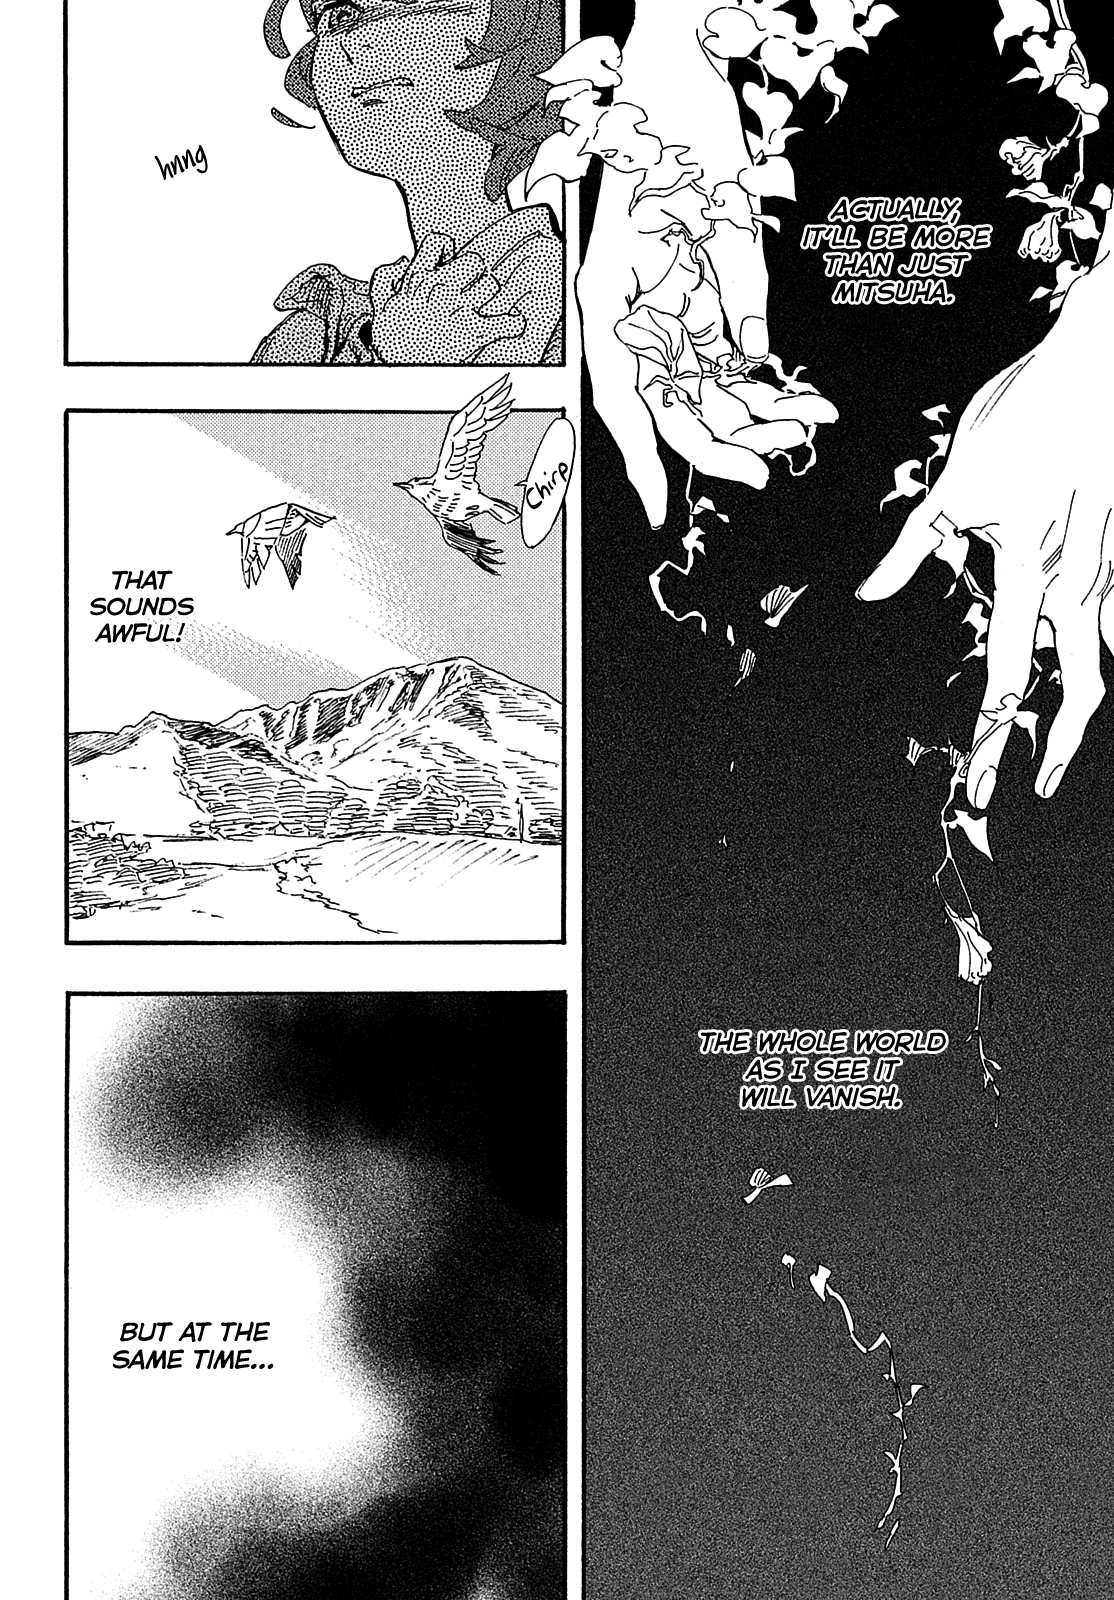 ACTUALLY,
IT'LL BE MORE
THAN JUST
MITSUHA.
THE WHOLE WORLD
AS I SEE IT
WILL VANISH.
hnng
Chirp
THAT
SOUNDS
AWFUL!
BUT AT THE
SAME TIME...